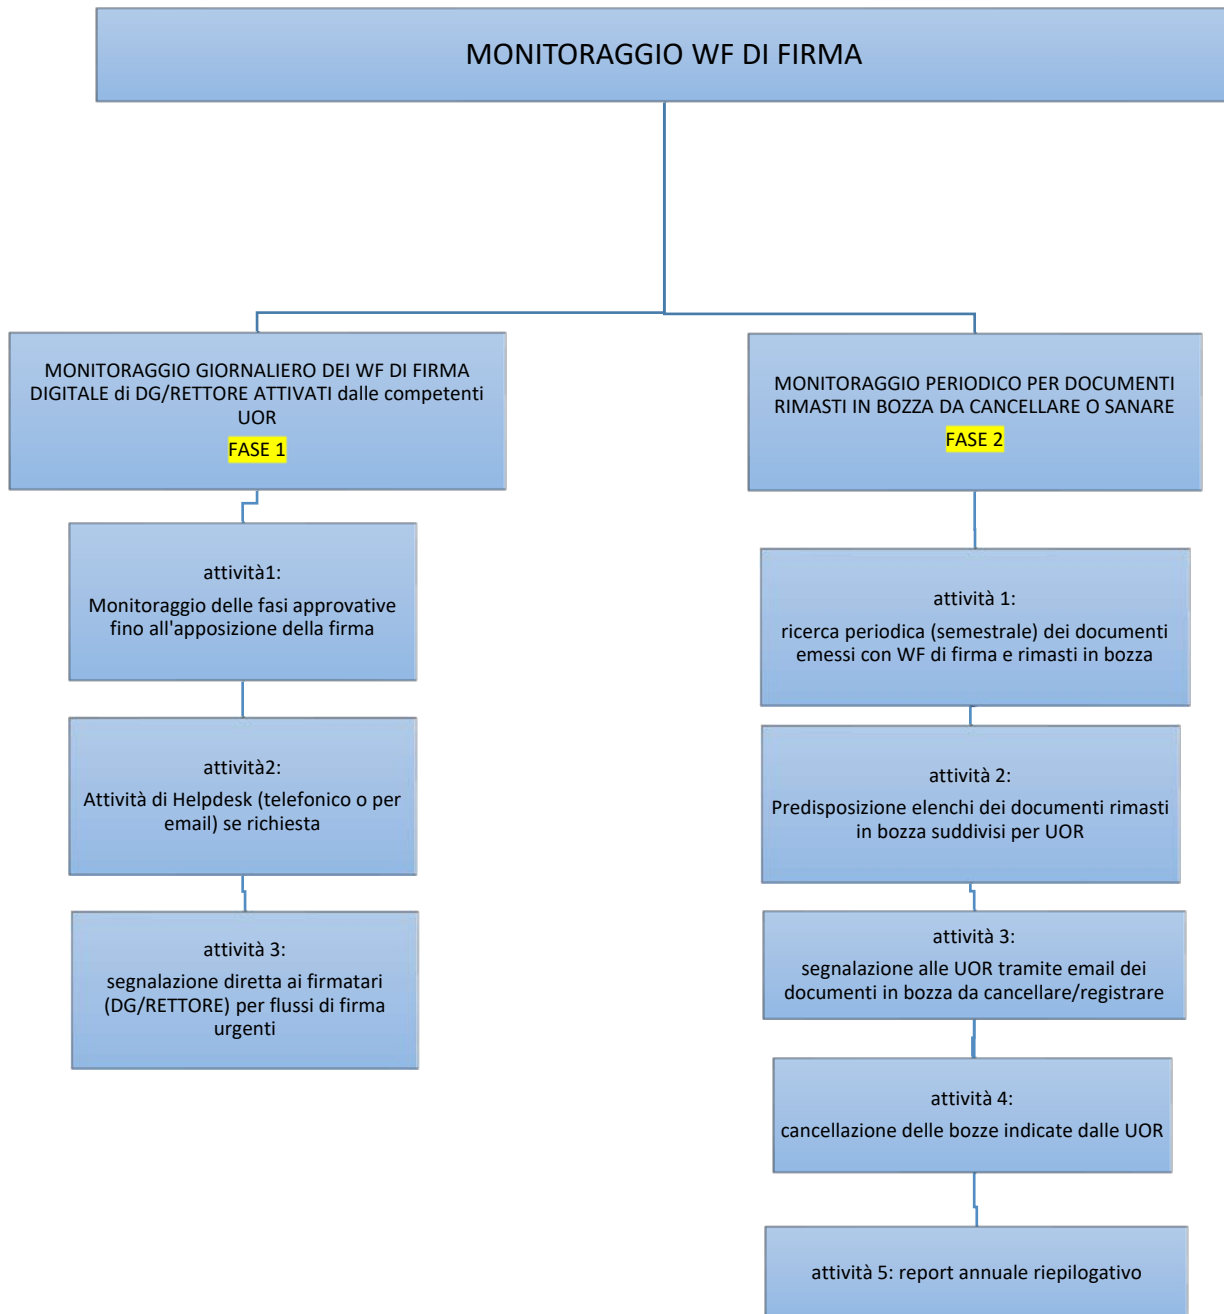 MONITORAGGIO WF DI FIRMA
MONITORAGGIO GIORNALIERO DEI WF DI FIRMA
DIGITALE di DG/RETTORE ATTIVATI dalle competenti
UOR
FASE 1
attività1:
Monitoraggio delle fasi approvative
fino all'apposizione della firma
attività2:
Attività di Helpdesk (telefonico o per
email) se richiesta
attività 3:
segnalazione diretta ai firmatari
(DG/RETTORE) per flussi di firma
urgenti
MONITORAGGIO PERIODICO PER DOCUMENTI
RIMASTI IN BOZZA DA CANCELLARE O SANARE
FASE 2
attività 1:
ricerca periodica (semestrale) dei documenti
emessi con WF di firma e rimasti in bozza
attività 2:
Predisposizione elenchi dei documenti rimasti
in bozza suddivisi per UOR
attività 3:
segnalazione alle UOR tramite email dei
documenti in bozza da cancellare/registrare
attività 4:
cancellazione delle bozze indicate dalle UOR
attività 5: report annuale riepilogativo